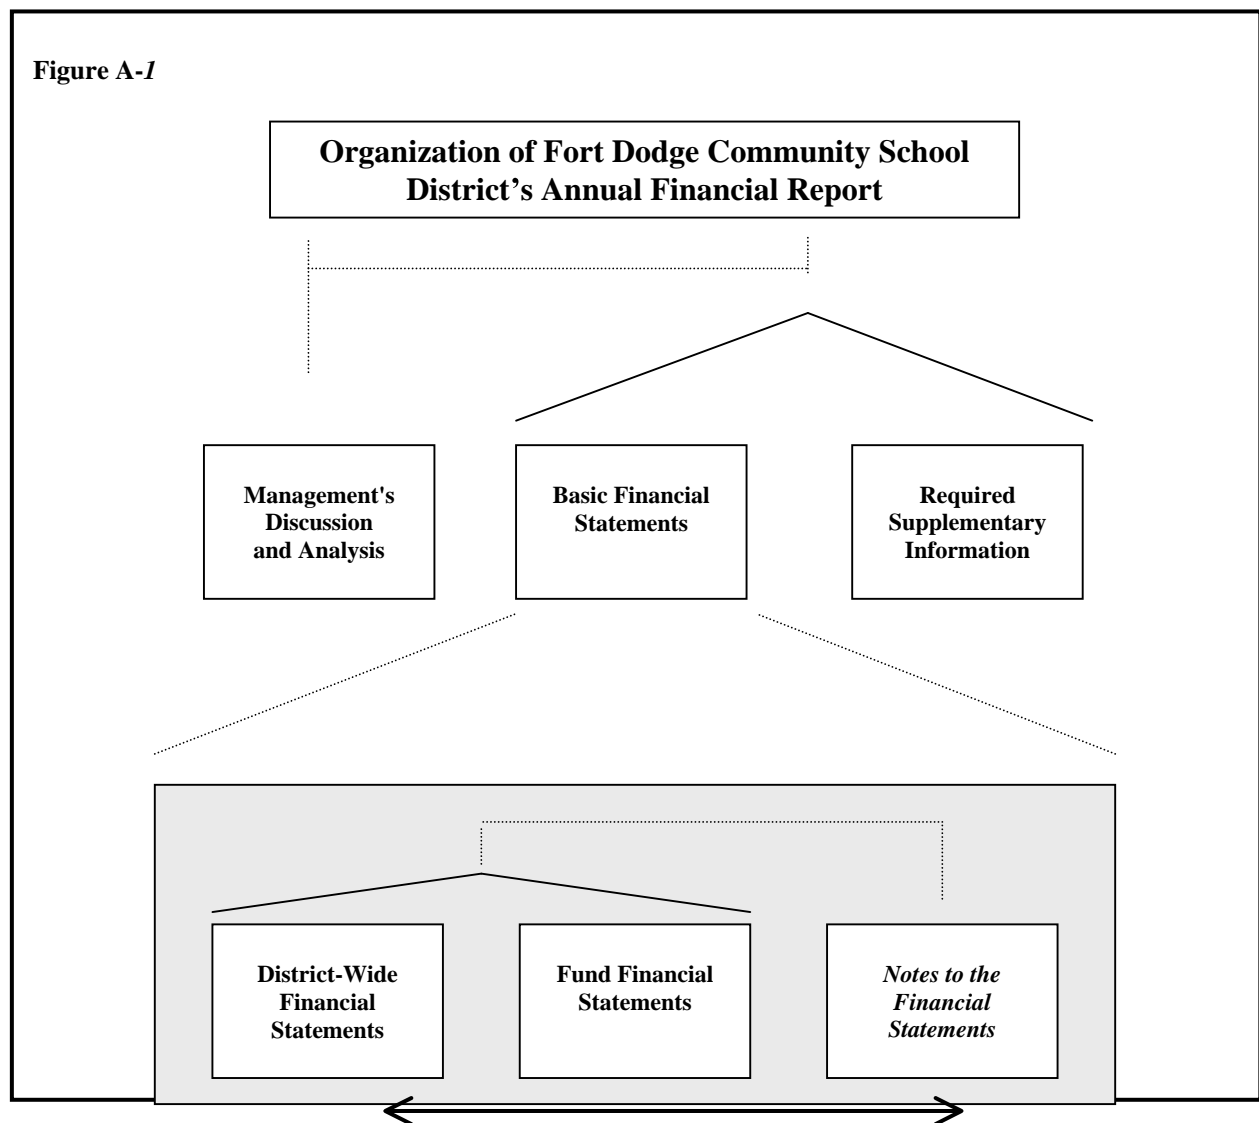 Figure A-1
Organization of Fort Dodge Community School
District's Annual Financial Report
Management's
Discussion
and Analysis
Basic Financial
Statements
Required
Supplementary
Information
District-Wide
Financial
Statements
Fund Financial
Statements
Notes to the
Financial
Statements